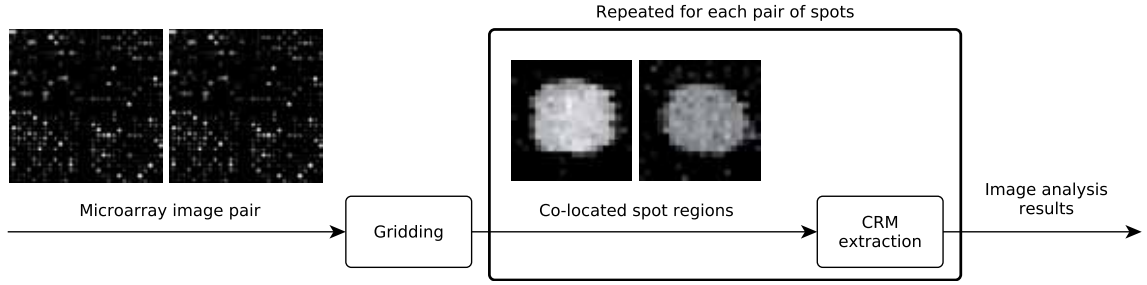 Repeated for each pair of spots
Microarray image pair
Gridding
Co-located spot regions
CRM
extraction
Image analysis
results